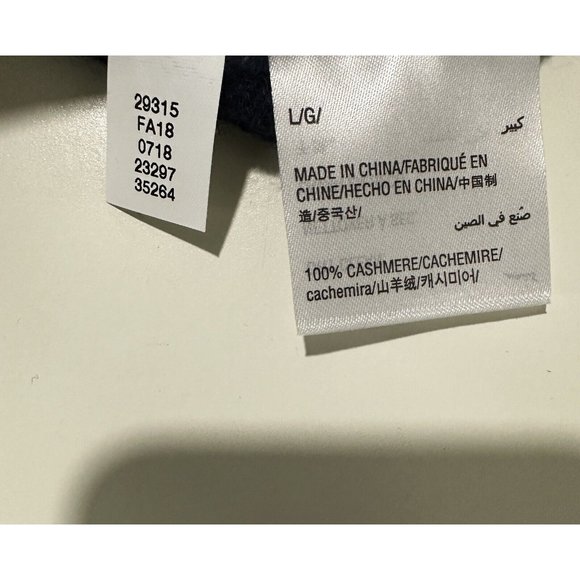 29315
FA18
0718
23297
35264
L/G/
كبير
MADE IN CHINA/FABRIQUÉ EN
CHINE/HECHO EN CHINA/中国制
造/중국산/
صُنع في الصين
100% CASHMERE/CACHEMIRE/
cachemira/山羊绒/캐시미어/